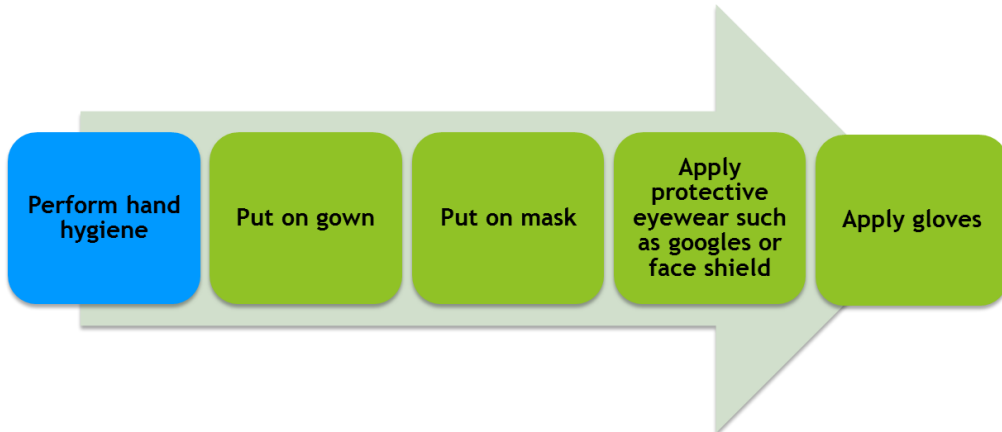 Perform hand
hygiene
Put on gown
Put on mask
Apply
protective
eyewear such
as googles or
face shield
Apply gloves